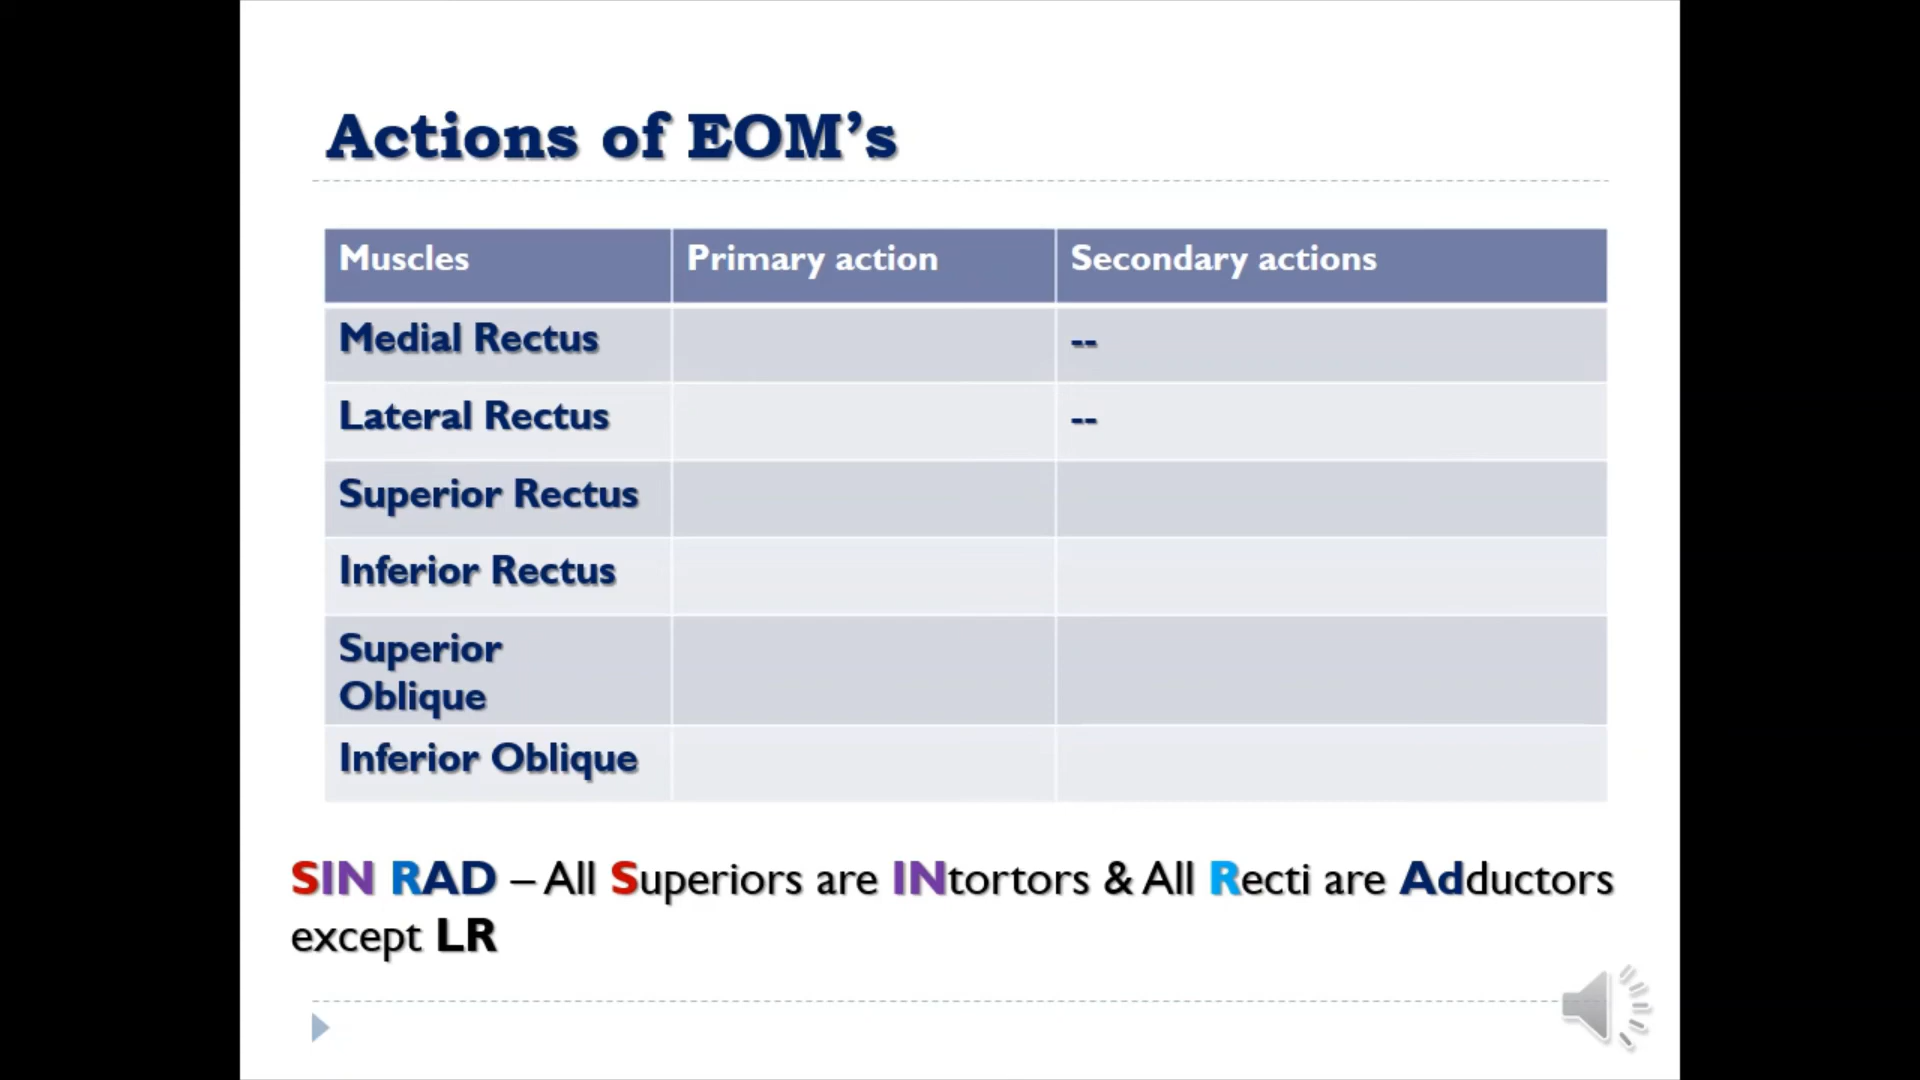 Actions of EOM's
Muscles Primary action Secondary actions
Medial Rectus --
Lateral Rectus --
Superior Rectus
Inferior Rectus
Superior
Oblique
Inferior Oblique
SIN RAD – All Superiors are INtortors & All Recti are Adductors
except LR